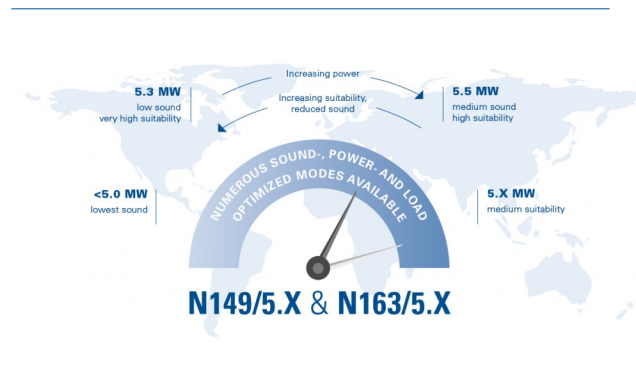 Increasing power
5.3 MW
low sound
very high suitability
Increasing suitability,
reduced sound
5.5 MW
medium sound
high suitability
NUMEROUS SOUND-, POWER- AND LOAD
OPTIMIZED MODES AVAILABLE
<5.0 MW
lowest sound
5.X MW
medium suitability
N149/5.X & N163/5.X